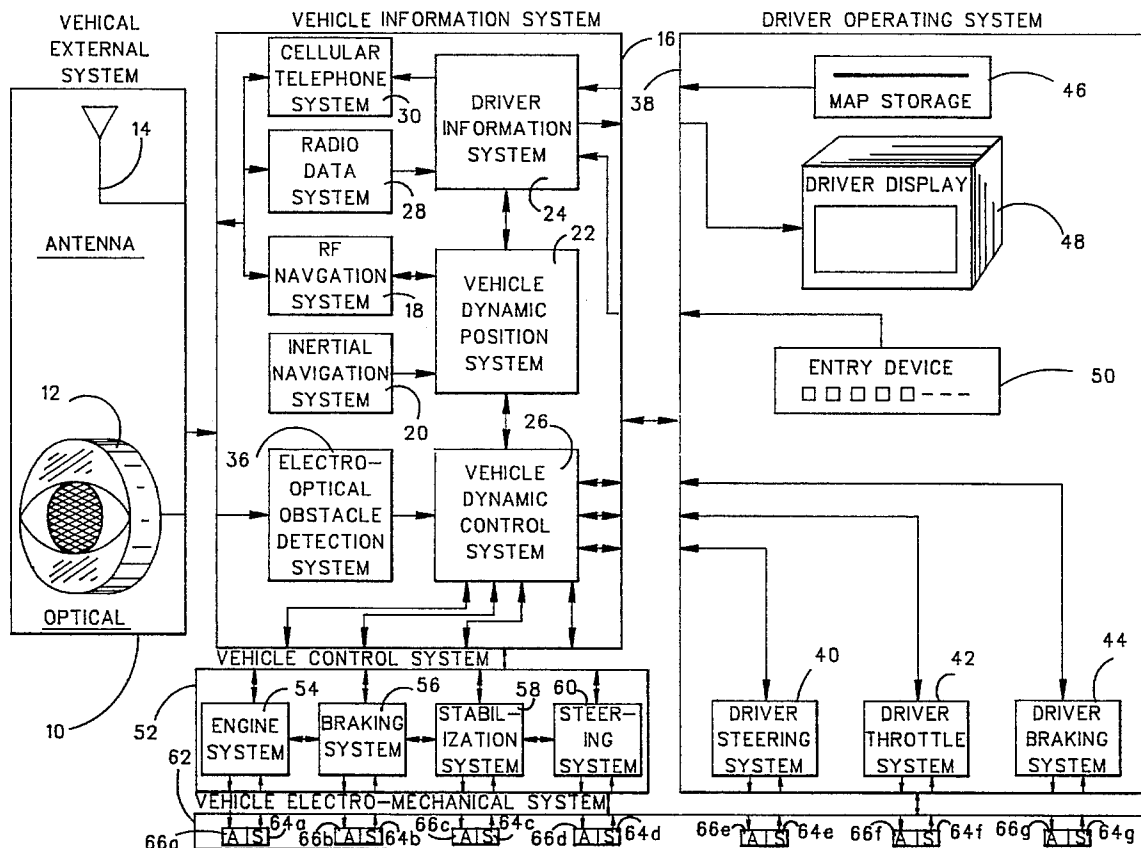 VEHICAL
EXTERNAL
SYSTEM
14
ANTENNA
12
OPTICAL
10
VEHICLE INFORMATION SYSTEM
16
CELLULAR
TELEPHONE
SYSTEM
30
RADIO
DATA
SYSTEM
28
RF
NAVGATION
SYSTEM
18
INERTIAL
NAVIGATION
SYSTEM
20
36
ELECTRO-
OPTICAL
OBSTACLE
DETECTION
SYSTEM
DRIVER
INFORMATION
SYSTEM
24
22
VEHICLE
DYNAMIC
POSITION
SYSTEM
26
VEHICLE
DYNAMIC
CONTROL
SYSTEM
DRIVER OPERATING SYSTEM
38
MAP STORAGE
46
DRIVER DISPLAY
48
ENTRY DEVICE
50
40
DRIVER
STEERING
SYSTEM
42
DRIVER
THROTTLE
SYSTEM
44
DRIVER
BRAKING
SYSTEM
VEHICLE CONTROL SYSTEM
52
54
ENGINE
SYSTEM
56
BRAKING
SYSTEM
58
STABIL-
IZATION
SYSTEM
60
STEER-
ING
SYSTEM
62
VEHICLE ELECTRO-MECHANICAL SYSTEM
66a A S 64a
66b A S 64b
66c A S 64c
66d A S 64d
66e A S 64e
66f A S 64f
66g A S 64g